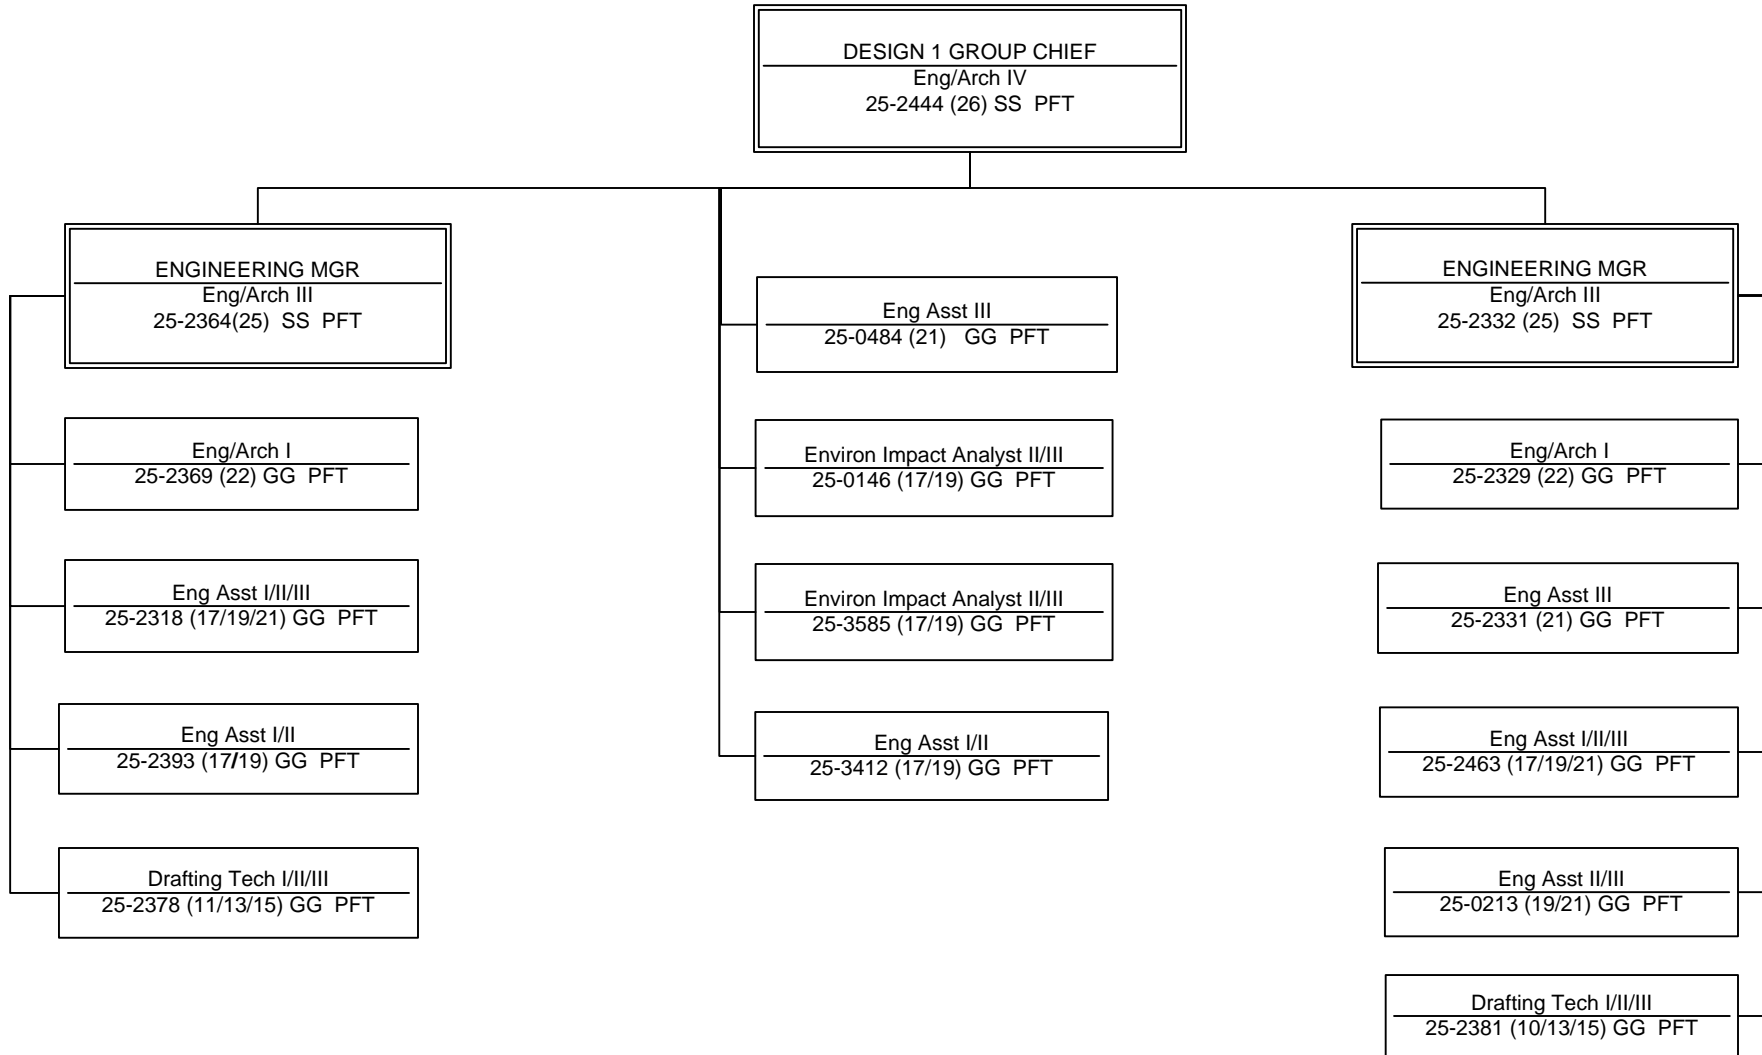 DESIGN 1 GROUP CHIEF
Eng/Arch IV
25-2444 (26) SS PFT
ENGINEERING MGR
Eng/Arch III
25-2364(25) SS PFT
Eng/Arch I
25-2369 (22) GG PFT
Eng Asst I/II/III
25-2318 (17/19/21) GG PFT
Eng Asst I/II
25-2393 (17/19) GG PFT
Drafting Tech I/II/III
25-2378 (11/13/15) GG PFT
Eng Asst III
25-0484 (21) GG PFT
Environ Impact Analyst II/III
25-0146 (17/19) GG PFT
Environ Impact Analyst II/III
25-3585 (17/19) GG PFT
Eng Asst I/II
25-3412 (17/19) GG PFT
ENGINEERING MGR
Eng/Arch III
25-2332 (25) SS PFT
Eng/Arch I
25-2329 (22) GG PFT
Eng Asst III
25-2331 (21) GG PFT
Eng Asst I/II/III
25-2463 (17/19/21) GG PFT
Eng Asst II/III
25-0213 (19/21) GG PFT
Drafting Tech I/II/III
25-2381 (10/13/15) GG PFT